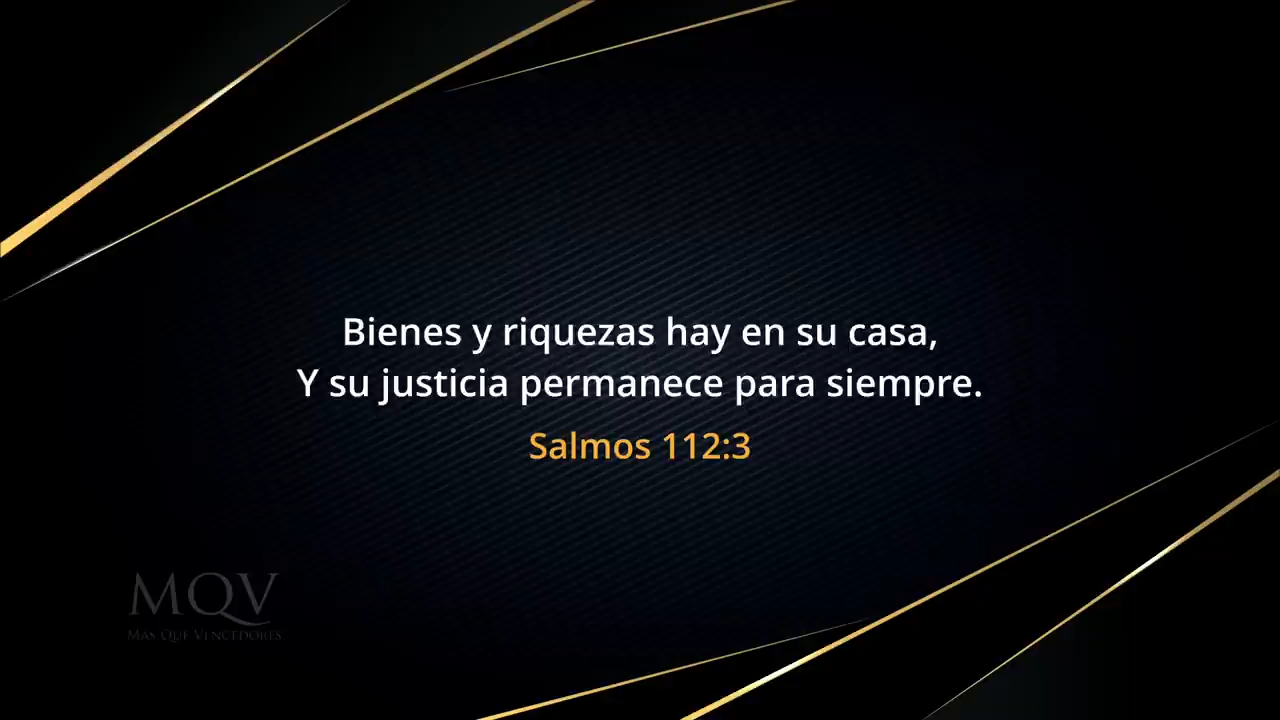 Bienes y riquezas hay en su casa,
Y su justicia permanece para siempre.
Salmos 112:3
MQV
MAS QUE VENCEDORES